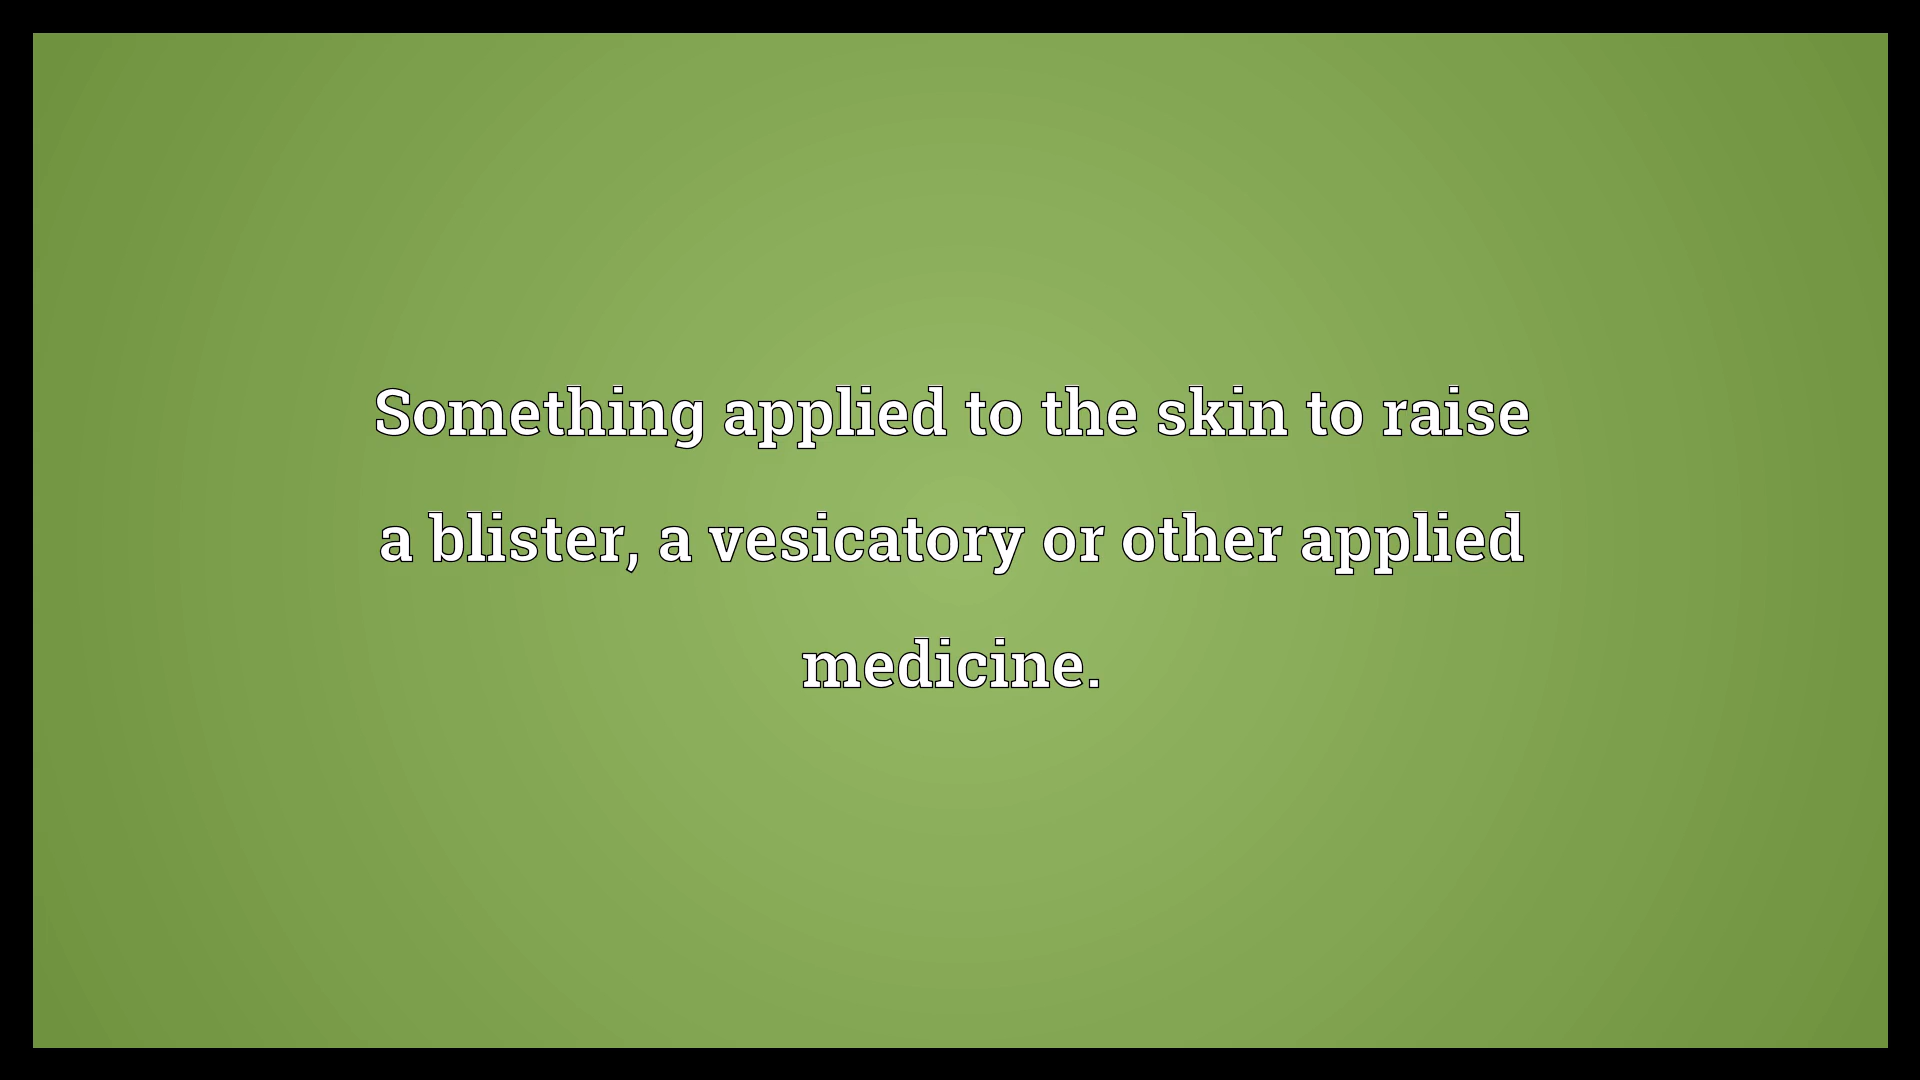 Something applied to the skin to raise
a blister, a vesicatory or other applied
medicine.